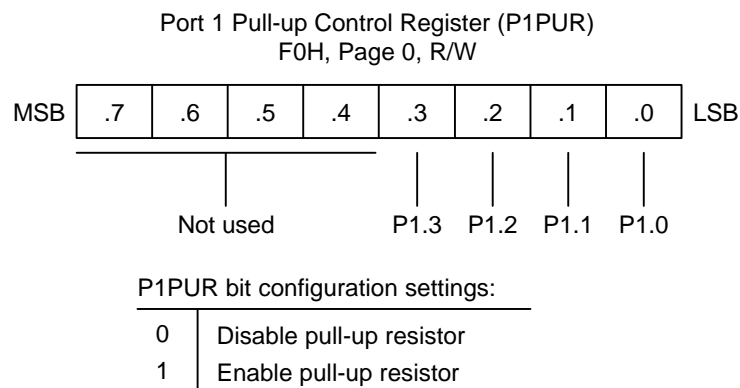 Port 1 Pull-up Control Register (P1PUR)
F0H, Page 0, R/W
MSB .7 .6 .5 .4 .3 .2 .1 .0 LSB
Not used P1.3 P1.2 P1.1 P1.0
P1PUR bit configuration settings:
0 Disable pull-up resistor
1 Enable pull-up resistor